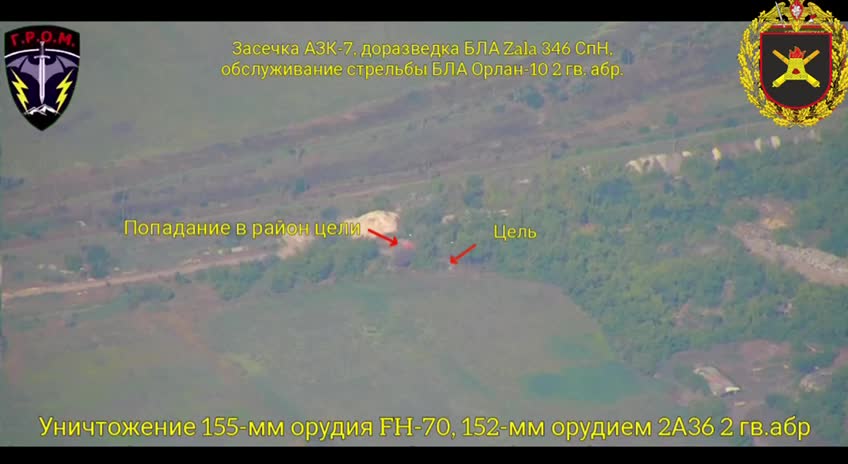 Г.Р.О.М.
Засечка АЗК-7, доразведка БЛА Zala 346 СпН,
обслуживание стрельбы БЛА Орлан-10 2 гв. абр.
Попадание в район цели
Цель
Уничтожение 155-мм орудия FH-70, 152-мм орудием 2А36 2 гв.абр